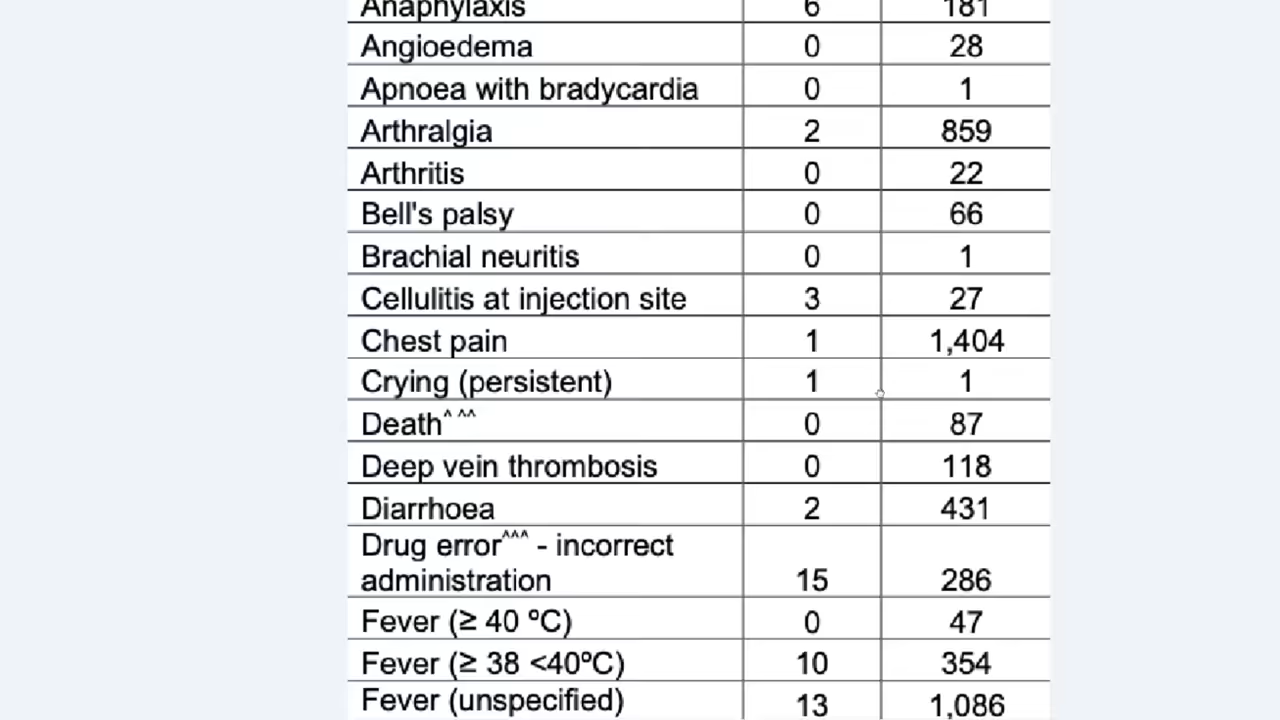 Anaphylaxis 6 181
Angioedema 0 28
Apnoea with bradycardia 0 1
Arthralgia 2 859
Arthritis 0 22
Bell's palsy 0 66
Brachial neuritis 0 1
Cellulitis at injection site 3 27
Chest pain 1 1,404
Crying (persistent) 1 1
Death^ ^^ 0 87
Deep vein thrombosis 0 118
Diarrhoea 2 431
Drug error^^^ - incorrect
administration 15 286
Fever (≥ 40 ºC) 0 47
Fever (≥ 38 <40ºC) 10 354
Fever (unspecified) 13 1,086